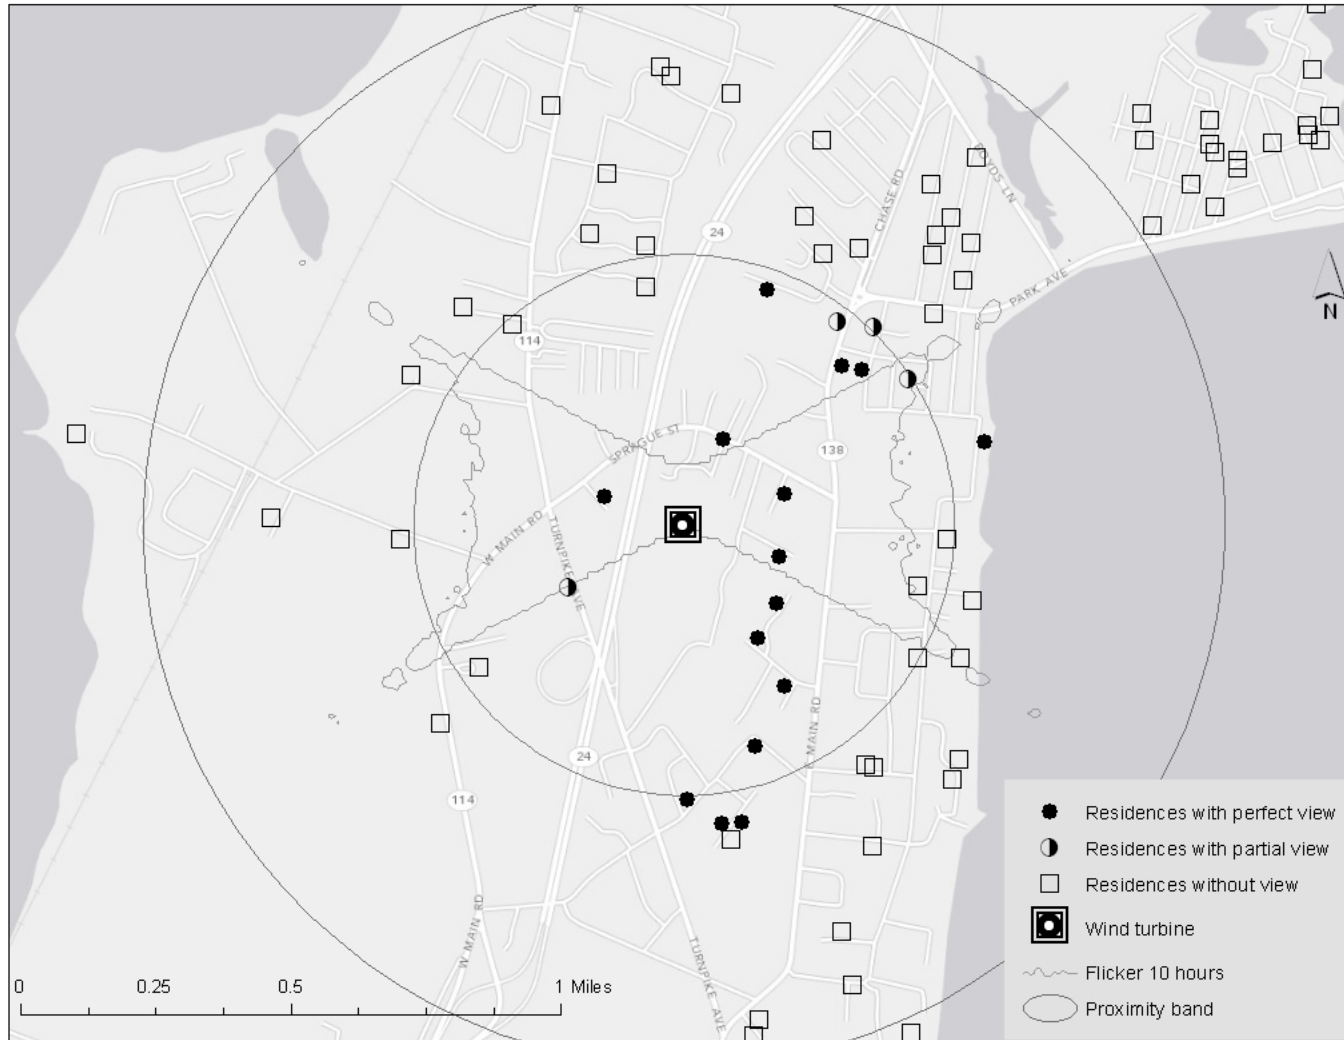 CHASE RD
BOYDS LN
24
PARK AVE
N
114
SPRAGUE ST
138
W MAIN RD
TURNPIKE AVE
E MAIN RD
24
114
W MAIN RD
TURNPIKE AVE
0 0.25 0.5 1 Miles
Residences with perfect view
Residences with partial view
Residences without view
Wind turbine
Flicker 10 hours
Proximity band